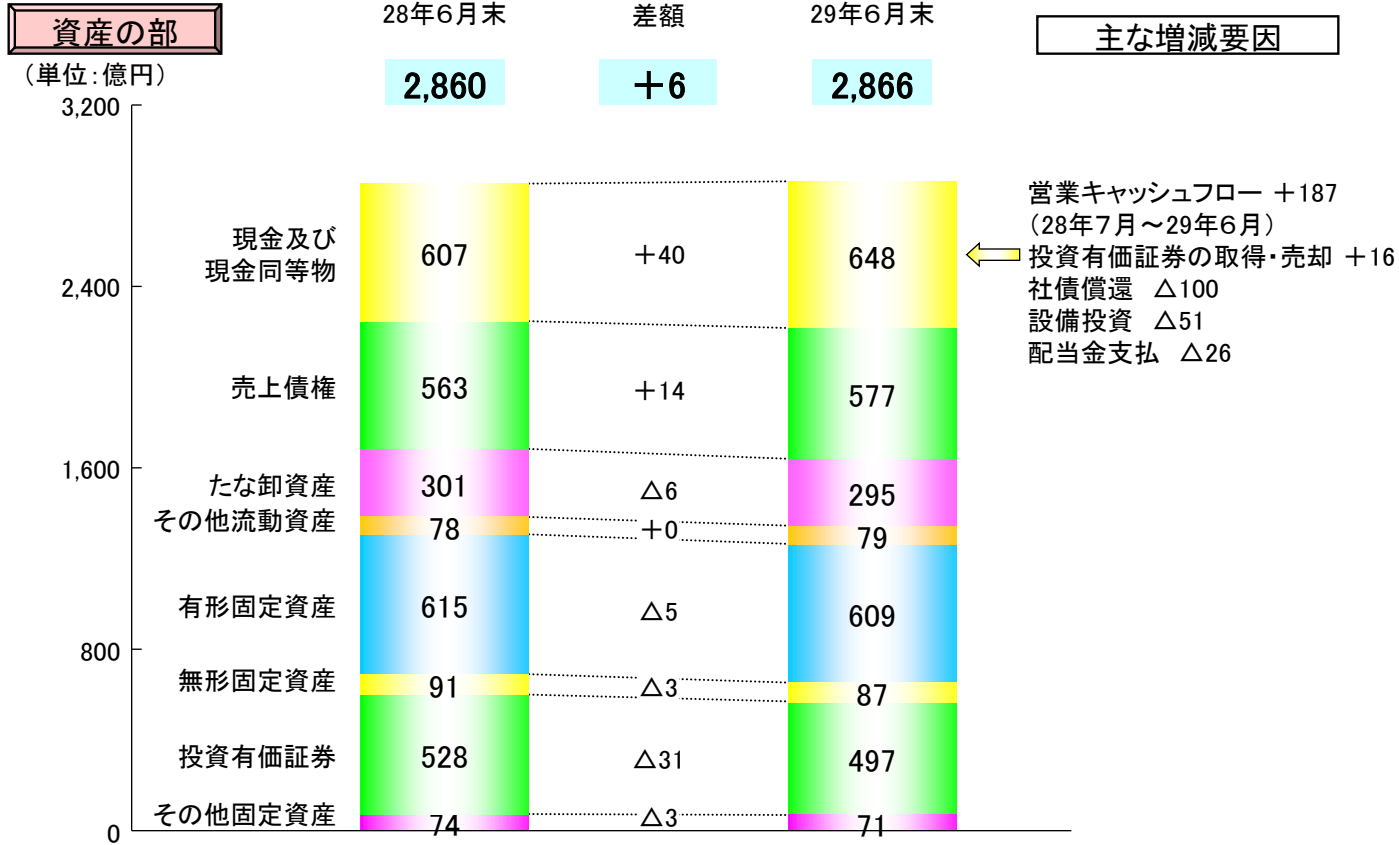 資産の部
(単位:億円)
28年6月末 差額 29年6月末
主な増減要因
2,860 +6 2,866
3,200
2,400
1,600
800
0
現金及び
現金同等物
607 +40 648
売上債権 563 +14 577
たな卸資産 301 △6 295
その他流動資産 78 +0 79
有形固定資産 615 △5 609
無形固定資産 91 △3 87
投資有価証券 528 △31 497
その他固定資産 74 △3 71
営業キャッシュフロー +187
(28年7月~29年6月)
投資有価証券の取得・売却 +16
社債償還 △100
設備投資 △51
配当金支払 △26